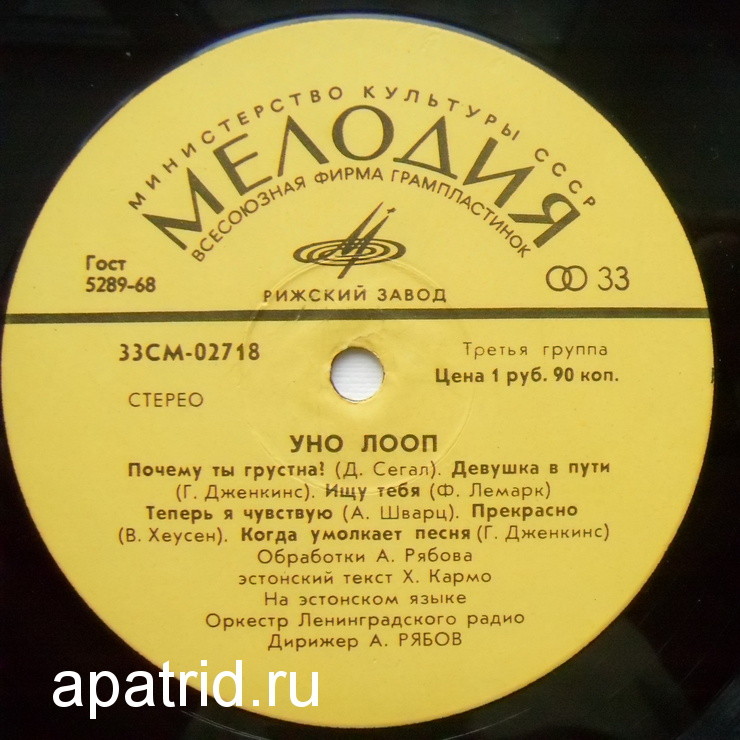 МИНИСТЕРСТВО КУЛЬТУРЫ СССР
МЕЛОДИЯ
ВСЕСОЮЗНАЯ ФИРМА ГРАМПЛАСТИНОК
РИЖСКИЙ ЗАВОД
Гост
5289-68
33
33СМ-02718
Третья группа
Цена 1 руб. 90 коп.
СТЕРЕО
УНО ЛООП
Почему ты грустна? (Д. Сегал). Девушка в пути
(Г. Дженкинс). Ищу тебя (Ф. Лемарк)
Теперь я чувствую (А. Шварц). Прекрасно
(В. Хеусен). Когда умолкает песня (Г. Дженкинс)
Обработки А. Рябова
эстонский текст Х. Кармо
На эстонском языке
Оркестр Ленинградского радио
Дирижер А. РЯБОВ
apatrid.ru